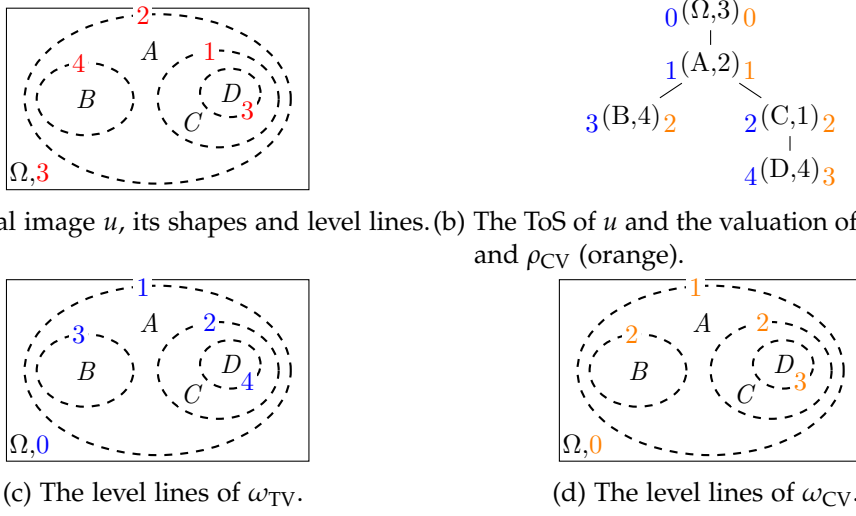 2
A
1
4
B
D
3
C
Ω,3
0(Ω,3)0
1(A,2)1
3(B,4)2 2(C,1)2
4(D,4)3
al image u, its shapes and level lines. (b) The ToS of u and the valuation of
and ρCV (orange).
1
A
3
2
B
D
4
C
Ω,0
1
A
2
2
B
D
3
C
Ω,0
(c) The level lines of ωTV. (d) The level lines of ωCV.